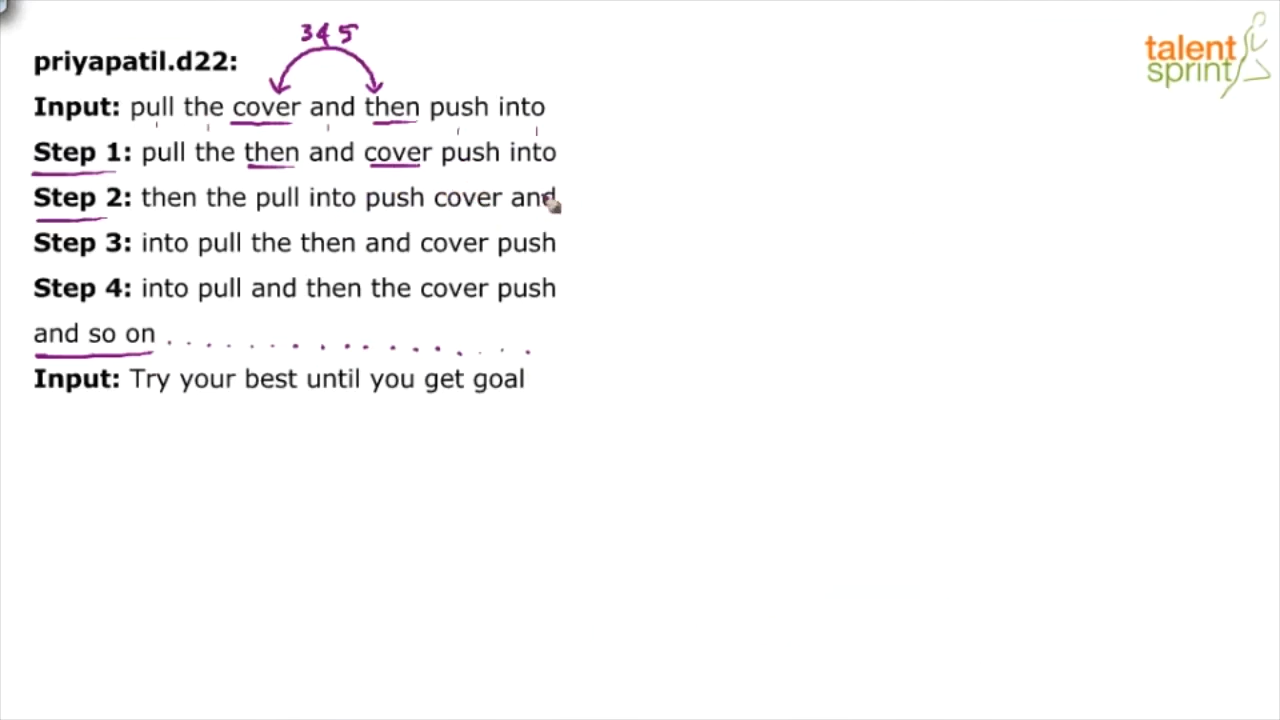 3 & 5
priyapatil.d22:
Input: pull the cover and then push into
Step 1: pull the then and cover push into
Step 2: then the pull into push cover and
Step 3: into pull the then and cover push
Step 4: into pull and then the cover push
and so on . . . . . . . . . . . . . . . . . .
Input: Try your best until you get goal
talent
sprint